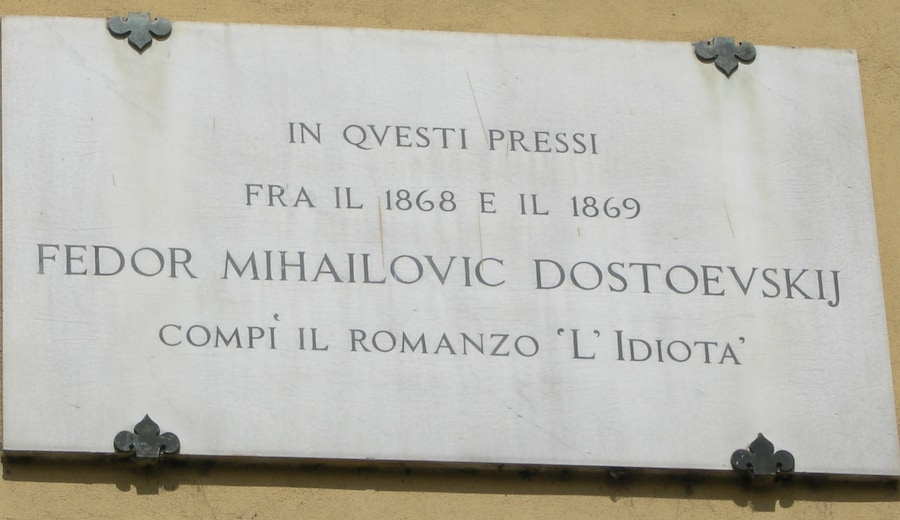 IN QVESTI PRESSI
FRA IL 1868 E IL 1869
FEDOR MIHAILOVIC DOSTOEVSKIJ
COMPÌ IL ROMANZO ‛L’ IDIOTA’